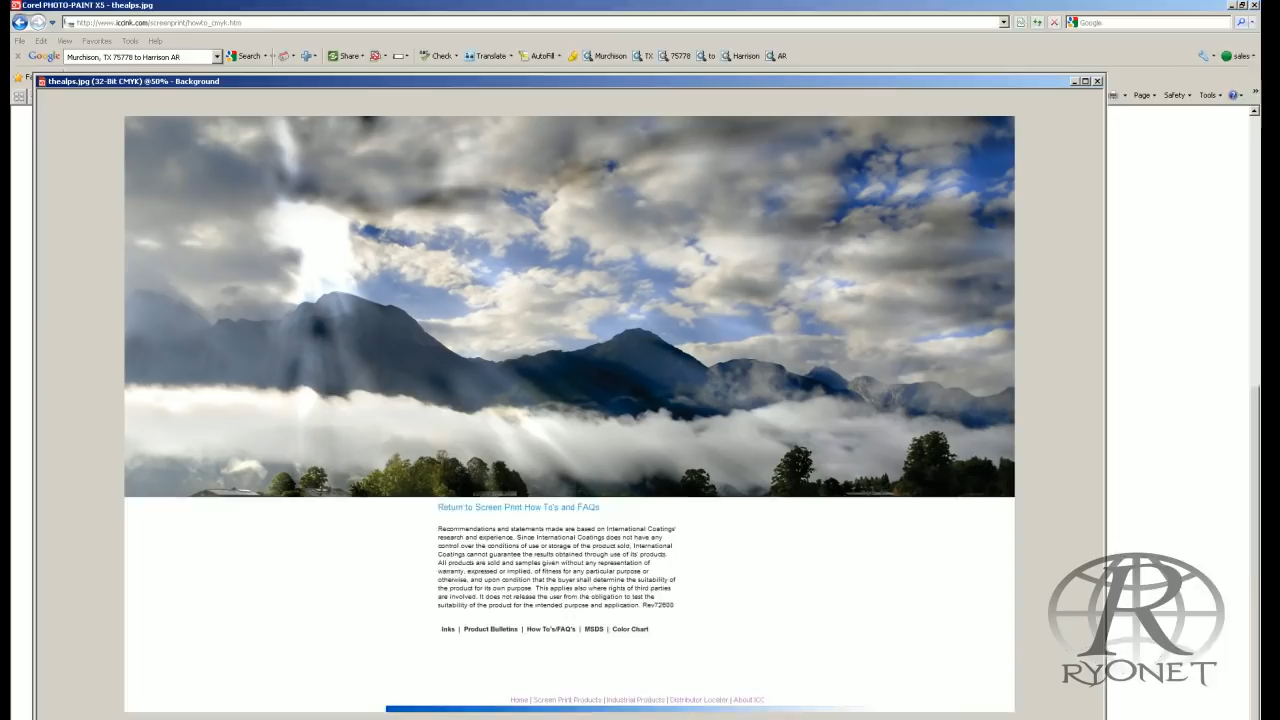 Corel PHOTO-PAINT X5 - thealps.jpg
http://www.iccink.com/screenprint/howto_cmyk.htm
Google
File Edit View Favorites Tools Help
Google Murchison, TX 75778 to Harrison AR Search Share Check Translate AutoFill Murchison TX 75778 to Harrison AR sales
thealps.jpg (32-Bit CMYK) @50% - Background
Page Safety Tools
Return to Screen Print How To's and FAQs
Recommendations and statements made are based on International Coatings'
research and experience. Since International Coatings does not have any
control over the conditions of use or storage of the product sold, International
Coatings cannot guarantee the results obtained through use of its' products.
All products are sold and samples given without any representation of
warranty, expressed or implied, of fitness for any particular purpose or
otherwise, and upon condition that the buyer shall determine the suitability of
the product for its own purpose. This applies also where rights of third parties
are involved. It does not release the user from the obligation to test the
suitability of the product for the intended purpose and application. Rev72600
Inks | Product Bulletins | How To's/FAQ's | MSDS | Color Chart
Home | Screen Print Products | Industrial Products | Distributor Locator | About ICC
R
RYONET